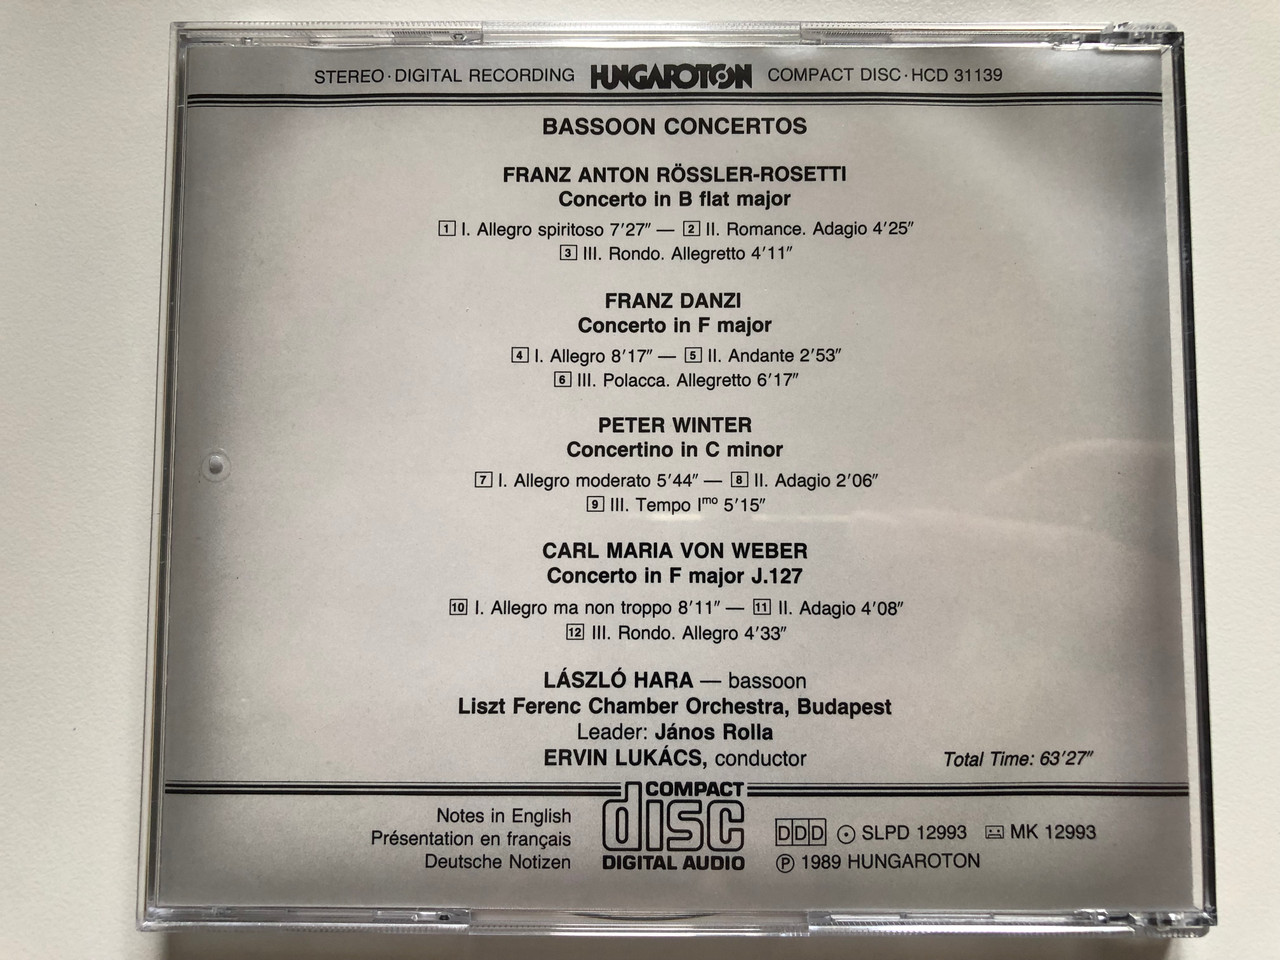 STEREO·DIGITAL RECORDING HUNGAROTON COMPACT DISC·HCD 31139
BASSOON CONCERTOS
FRANZ ANTON RÖSSLER-ROSETTI
Concerto in B flat major
1 I. Allegro spiritoso 7′27″ — 2 II. Romance. Adagio 4′25″
3 III. Rondo. Allegretto 4′11″
FRANZ DANZI
Concerto in F major
4 I. Allegro 8′17″ — 5 II. Andante 2′53″
6 III. Polacca. Allegretto 6′17″
PETER WINTER
Concertino in C minor
7 I. Allegro moderato 5′44″ — 8 II. Adagio 2′06″
9 III. Tempo Iᵐᵒ 5′15″
CARL MARIA VON WEBER
Concerto in F major J.127
10 I. Allegro ma non troppo 8′11″ — 11 II. Adagio 4′08″
12 III. Rondo. Allegro 4′33″
LÁSZLÓ HARA — bassoon
Liszt Ferenc Chamber Orchestra, Budapest
Leader: János Rolla
ERVIN LUKÁCS, conductor
Total Time: 63′27″
Notes in English
Présentation en français
Deutsche Notizen
COMPACT
disc
DIGITAL AUDIO
DDD SLPD 12993 MK 12993
℗ 1989 HUNGAROTON